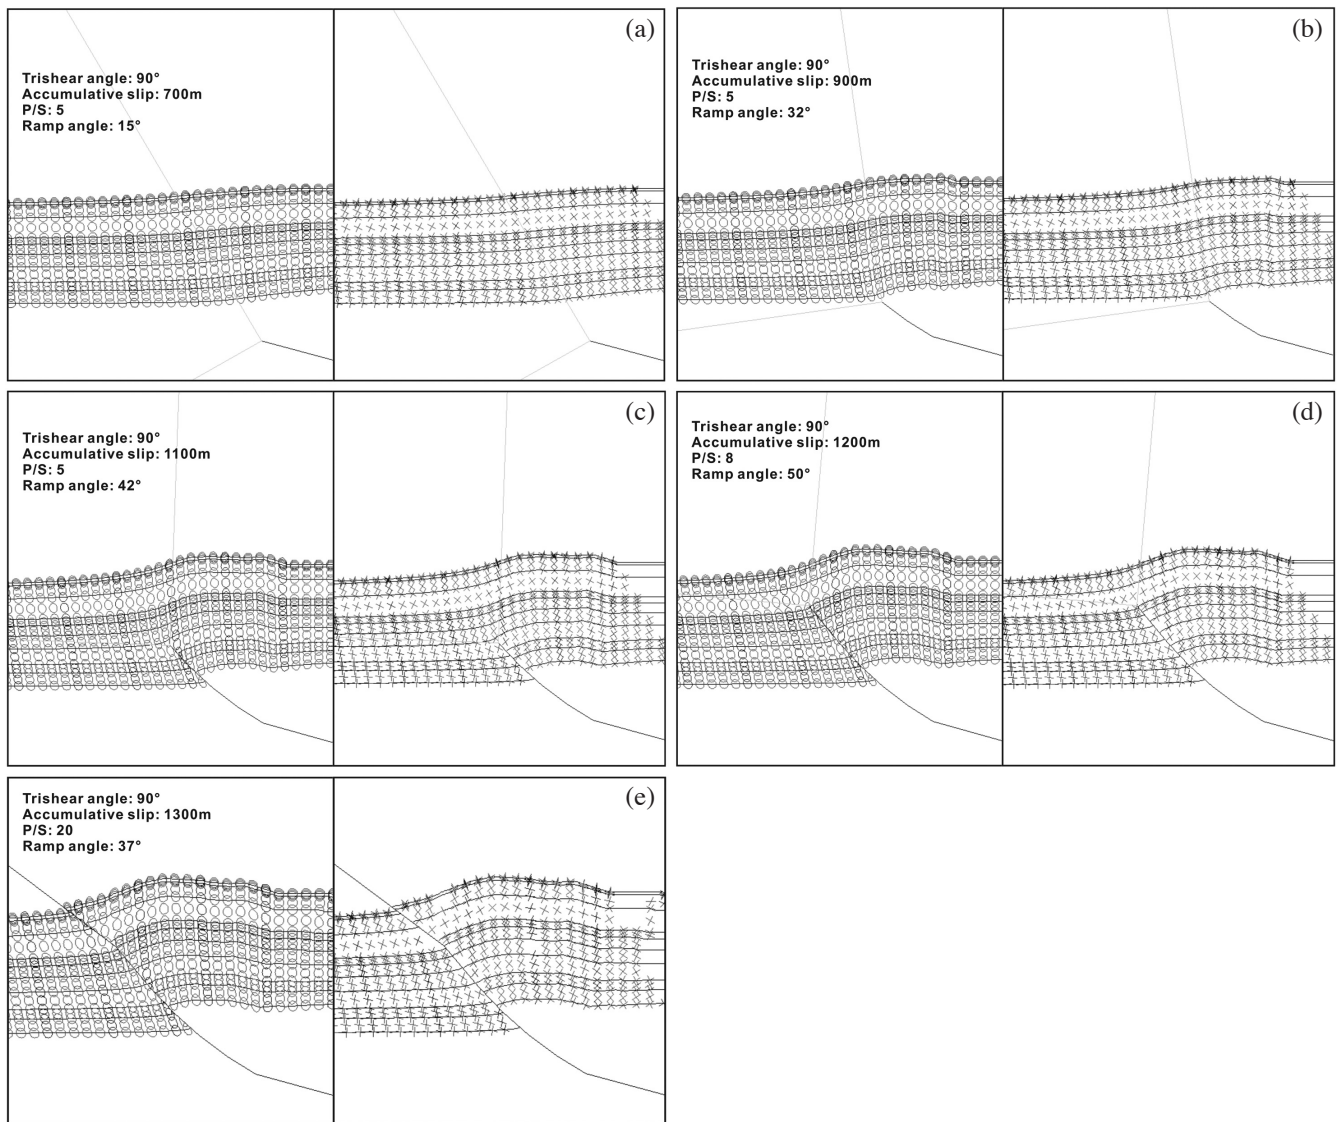 (a)
Trishear angle: 90°
Accumulative slip: 700m
P/S: 5
Ramp angle: 15°
(b)
Trishear angle: 90°
Accumulative slip: 900m
P/S: 5
Ramp angle: 32°
(c)
Trishear angle: 90°
Accumulative slip: 1100m
P/S: 5
Ramp angle: 42°
(d)
Trishear angle: 90°
Accumulative slip: 1200m
P/S: 8
Ramp angle: 50°
(e)
Trishear angle: 90°
Accumulative slip: 1300m
P/S: 20
Ramp angle: 37°